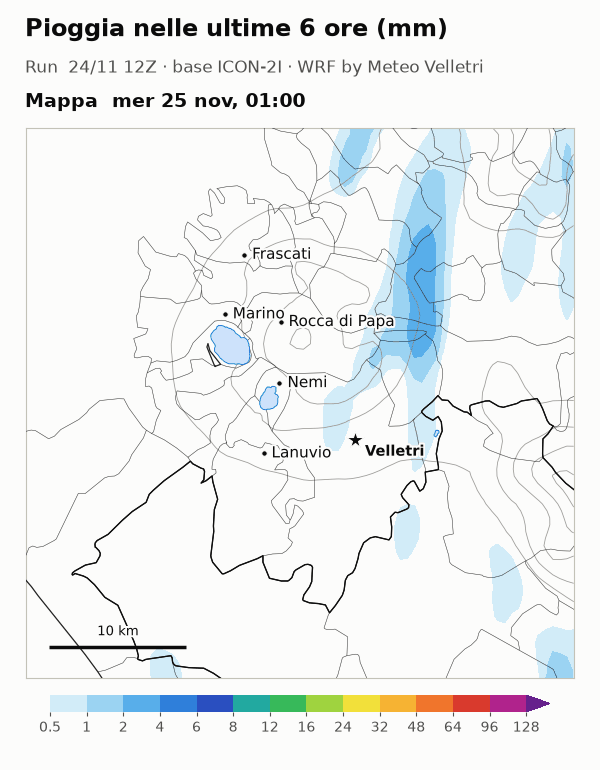 Pioggia nelle ultime 6 ore (mm)
Run  24/11 12Z · base ICON-2I · WRF by Meteo Velletri
Mappa  mer 25 nov, 01:00
Frascati
Marino
Rocca di Papa
Nemi
Velletri
Lanuvio
10 km
0.5 1 2 4 6 8 12 16 24 32 48 64 96 128